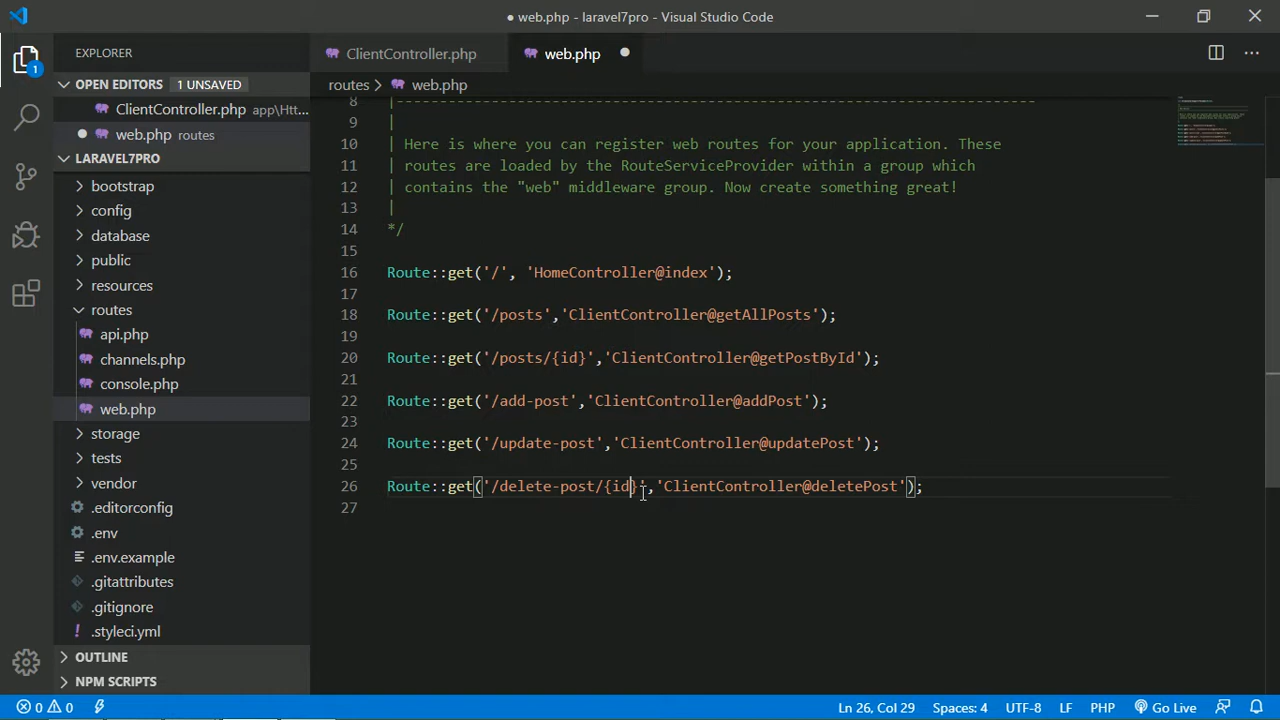 ● web.php - laravel7pro - Visual Studio Code
EXPLORER
ClientController.php
web.php ●
1
OPEN EDITORS 1 UNSAVED
ClientController.php app\Htt...
● web.php routes
LARAVEL7PRO
bootstrap
config
database
public
resources
routes
api.php
channels.php
console.php
web.php
storage
tests
vendor
.editorconfig
.env
.env.example
.gitattributes
.gitignore
! .styleci.yml
OUTLINE
NPM SCRIPTS
routes > web.php
8 |--------------------------------------------------------------------------
9 |
10 | Here is where you can register web routes for your application. These
11 | routes are loaded by the RouteServiceProvider within a group which
12 | contains the "web" middleware group. Now create something great!
13 |
14 */
15
16 Route::get('/', 'HomeController@index');
17
18 Route::get('/posts','ClientController@getAllPosts');
19
20 Route::get('/posts/{id}','ClientController@getPostById');
21
22 Route::get('/add-post','ClientController@addPost');
23
24 Route::get('/update-post','ClientController@updatePost');
25
26 Route::get('/delete-post/{id}','ClientController@deletePost');
27
0 0 Ln 26, Col 29 Spaces: 4 UTF-8 LF PHP Go Live